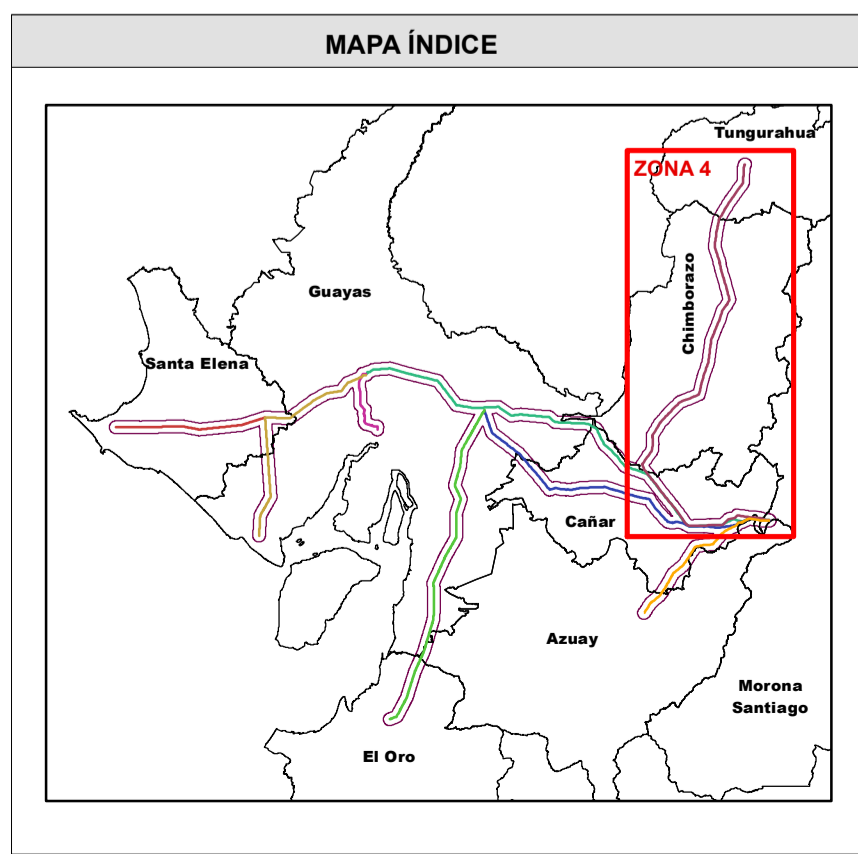 MAPA ÍNDICE
Tungurahua
ZONA 4
Chimborazo
Guayas
Santa Elena
Cañar
Azuay
Morona
Santiago
El Oro